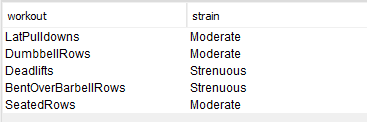 workout strain
LatPulldowns Moderate
DumbbellRows Moderate
Deadlifts Strenuous
BentOverBarbellRows Strenuous
SeatedRows Moderate